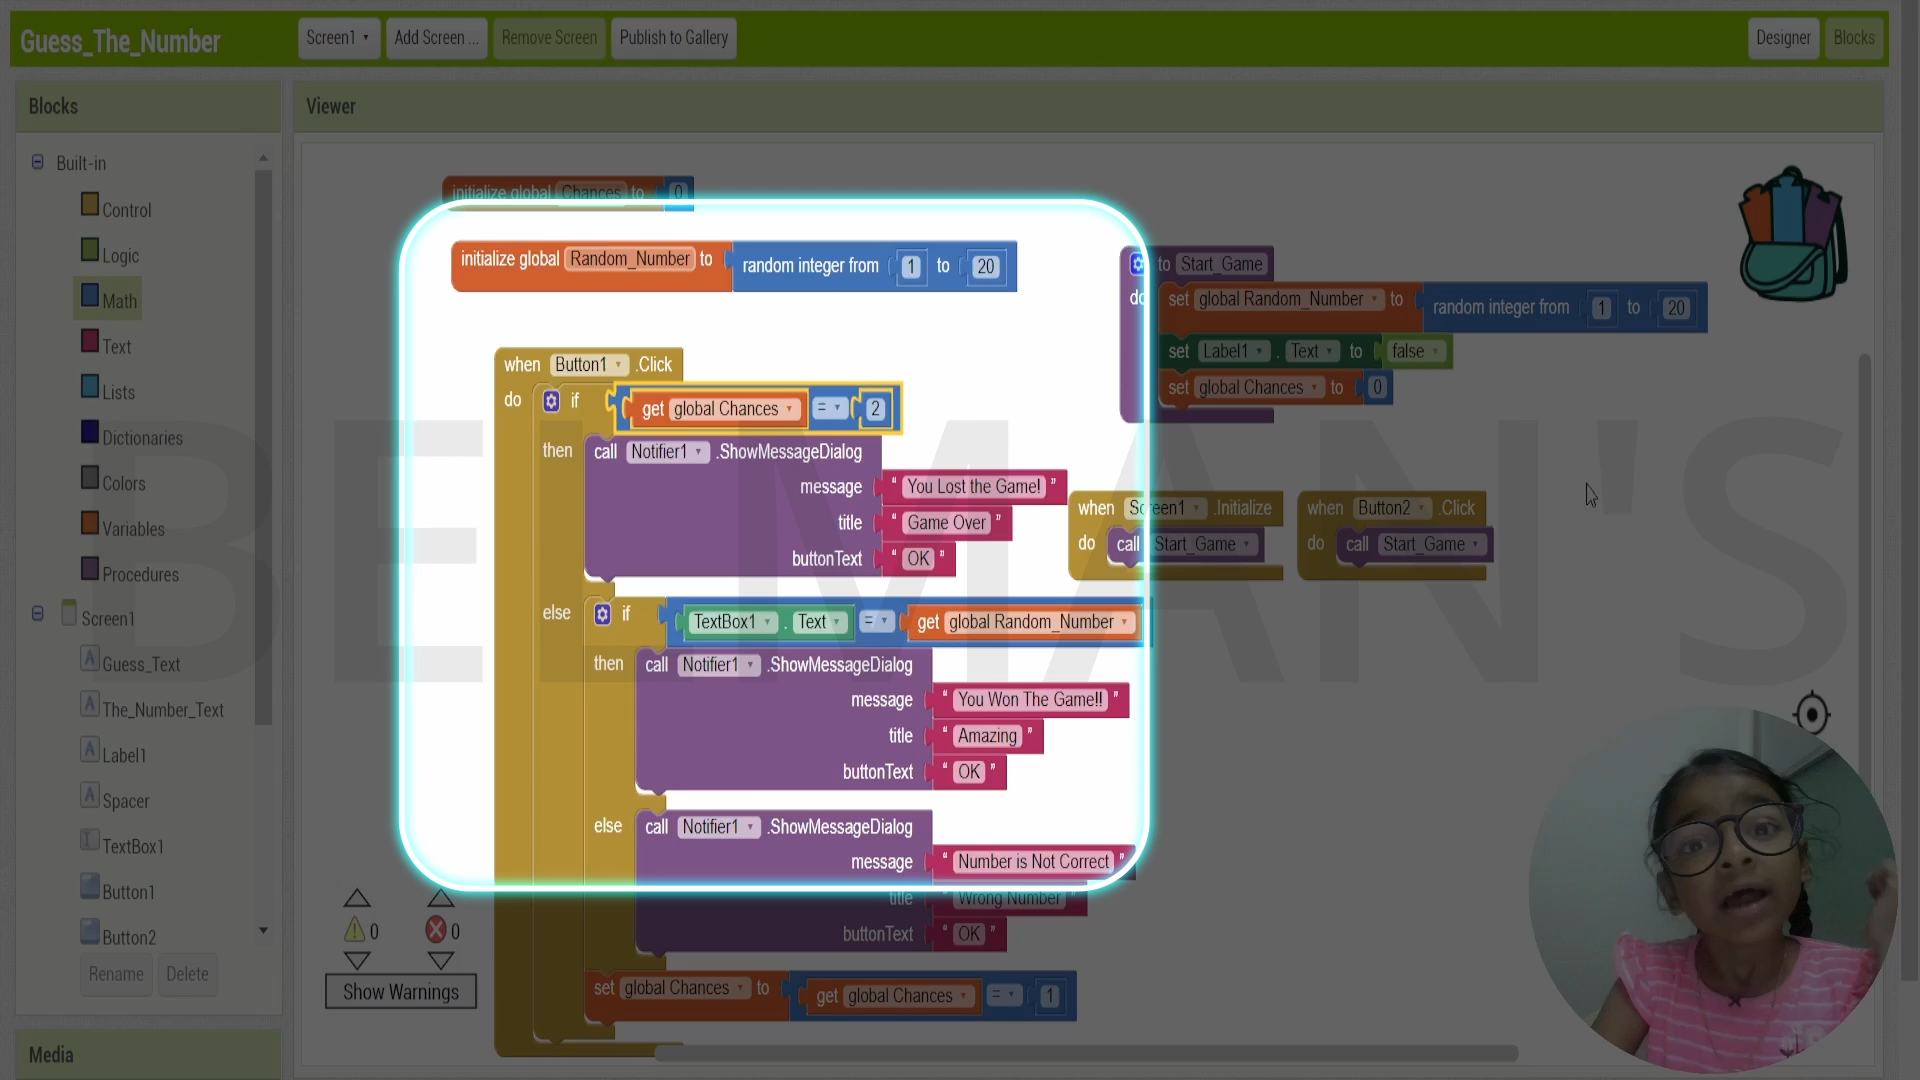 Guess_The_Number
Screen1
Add Screen ...
Remove Screen
Publish to Gallery
Designer
Blocks
Blocks
Viewer
Built-in
Control
Logic
Math
Text
Lists
Dictionaries
Colors
Variables
Procedures
Screen1
Guess_Text
The_Number_Text
Label1
Spacer
TextBox1
Button1
Button2
Rename
Delete
Media
initialize global Chances to 0
initialize global Random_Number to random integer from 1 to 20
when Button1 .Click
do if get global Chances = 2
then call Notifier1 .ShowMessageDialog
message " You Lost the Game! "
title " Game Over "
buttonText " OK "
else if TextBox1 . Text = get global Random_Number
then call Notifier1 .ShowMessageDialog
message " You Won The Game!! "
title " Amazing "
buttonText " OK "
else call Notifier1 .ShowMessageDialog
message " Number is Not Correct "
title " Wrong Number "
buttonText " OK "
set global Chances to get global Chances = 1
to Start_Game
do set global Random_Number to random integer from 1 to 20
set Label1 . Text to false
set global Chances to 0
when Screen1 .Initialize
do call Start_Game
when Button2 .Click
do call Start_Game
0 0
Show Warnings